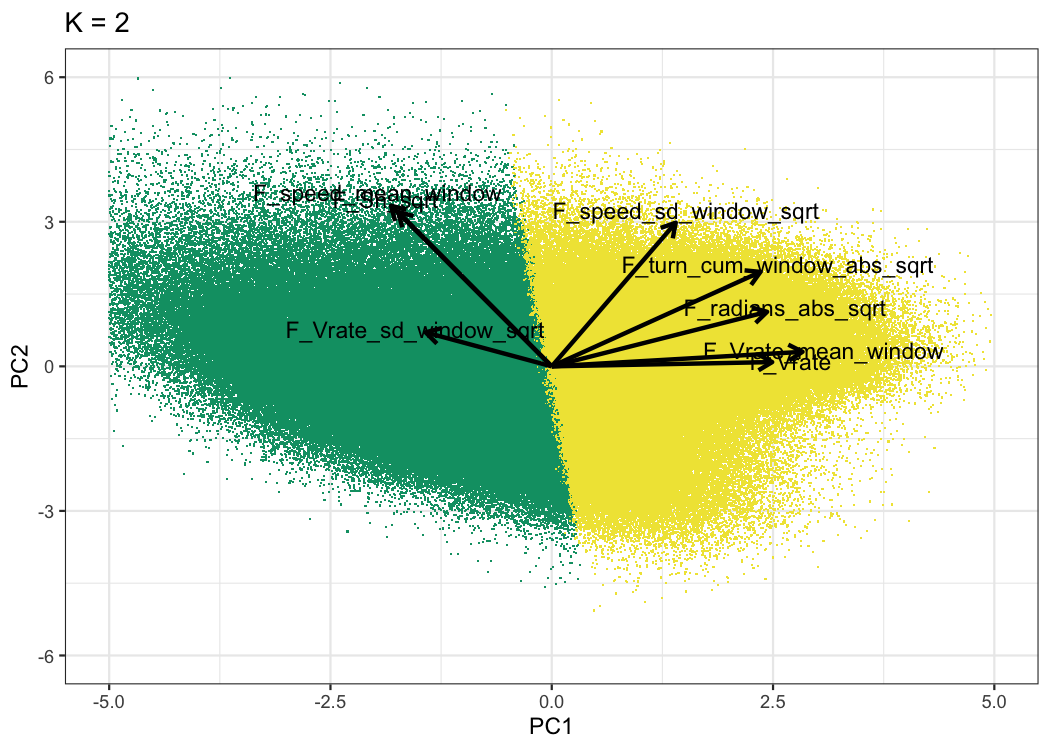 K = 2
6
3
0
-3
-6
PC2
F_speed_mean_window
F_speed_sd_window_sqrt
F_turn_cum_window_abs_sqrt
F_radians_abs_sqrt
F_Vrate_sd_window_sqrt
F_Vrate_mean_window
F_Vrate
-5.0 -2.5 0.0 2.5 5.0
PC1